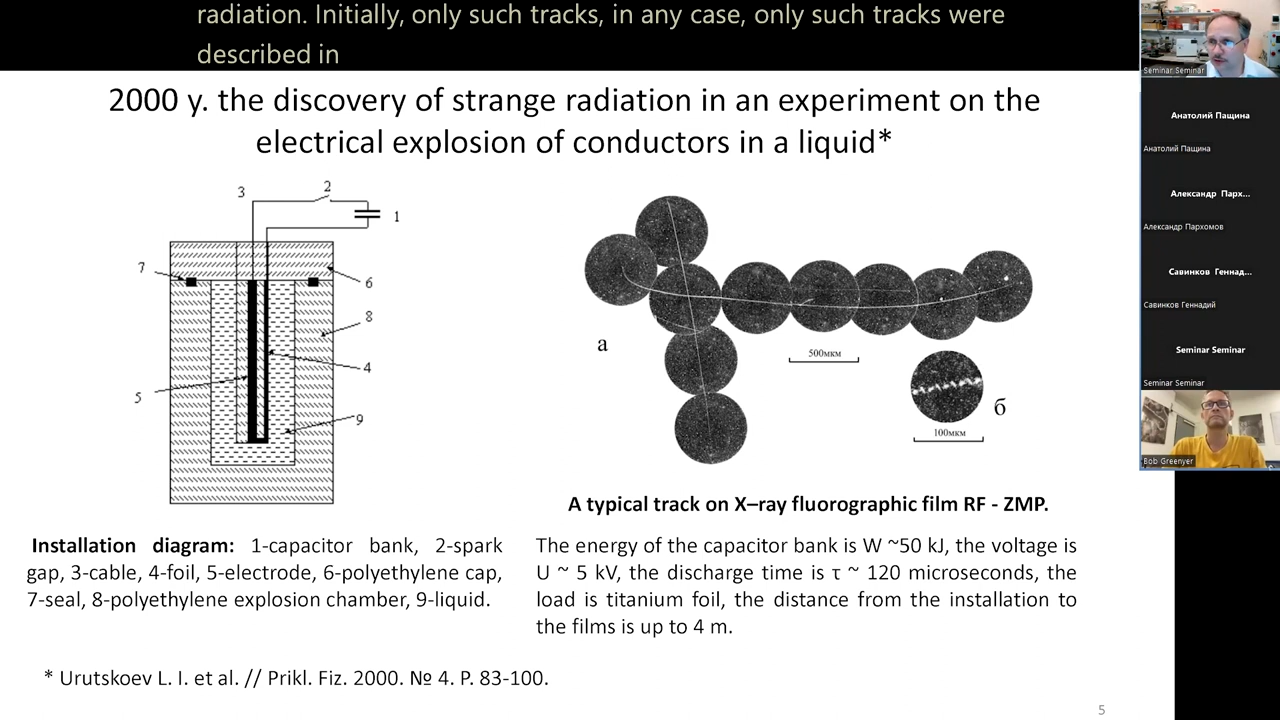 radiation. Initially, only such tracks, in any case, only such tracks were
described in
2000 y. the discovery of strange radiation in an experiment on the
electrical explosion of conductors in a liquid*
3
2
1
7
6
8
4
5
9
а
500мкм
б
100мкм
A typical track on X–ray fluorographic film RF - ZMP.
Installation diagram: 1-capacitor bank, 2-spark
gap, 3-cable, 4-foil, 5-electrode, 6-polyethylene cap,
7-seal, 8-polyethylene explosion chamber, 9-liquid.
The energy of the capacitor bank is W ~50 kJ, the voltage is
U ~ 5 kV, the discharge time is τ ~ 120 microseconds, the
load is titanium foil, the distance from the installation to
the films is up to 4 m.
* Urutskoev L. I. et al. // Prikl. Fiz. 2000. № 4. P. 83-100.
5
Seminar Seminar
Анатолий Пащина
Анатолий Пащина
Александр Парх...
Александр Пархомов
Савинков Геннад...
Савинков Геннадий
Seminar Seminar
Seminar Seminar
Bob Greenyer